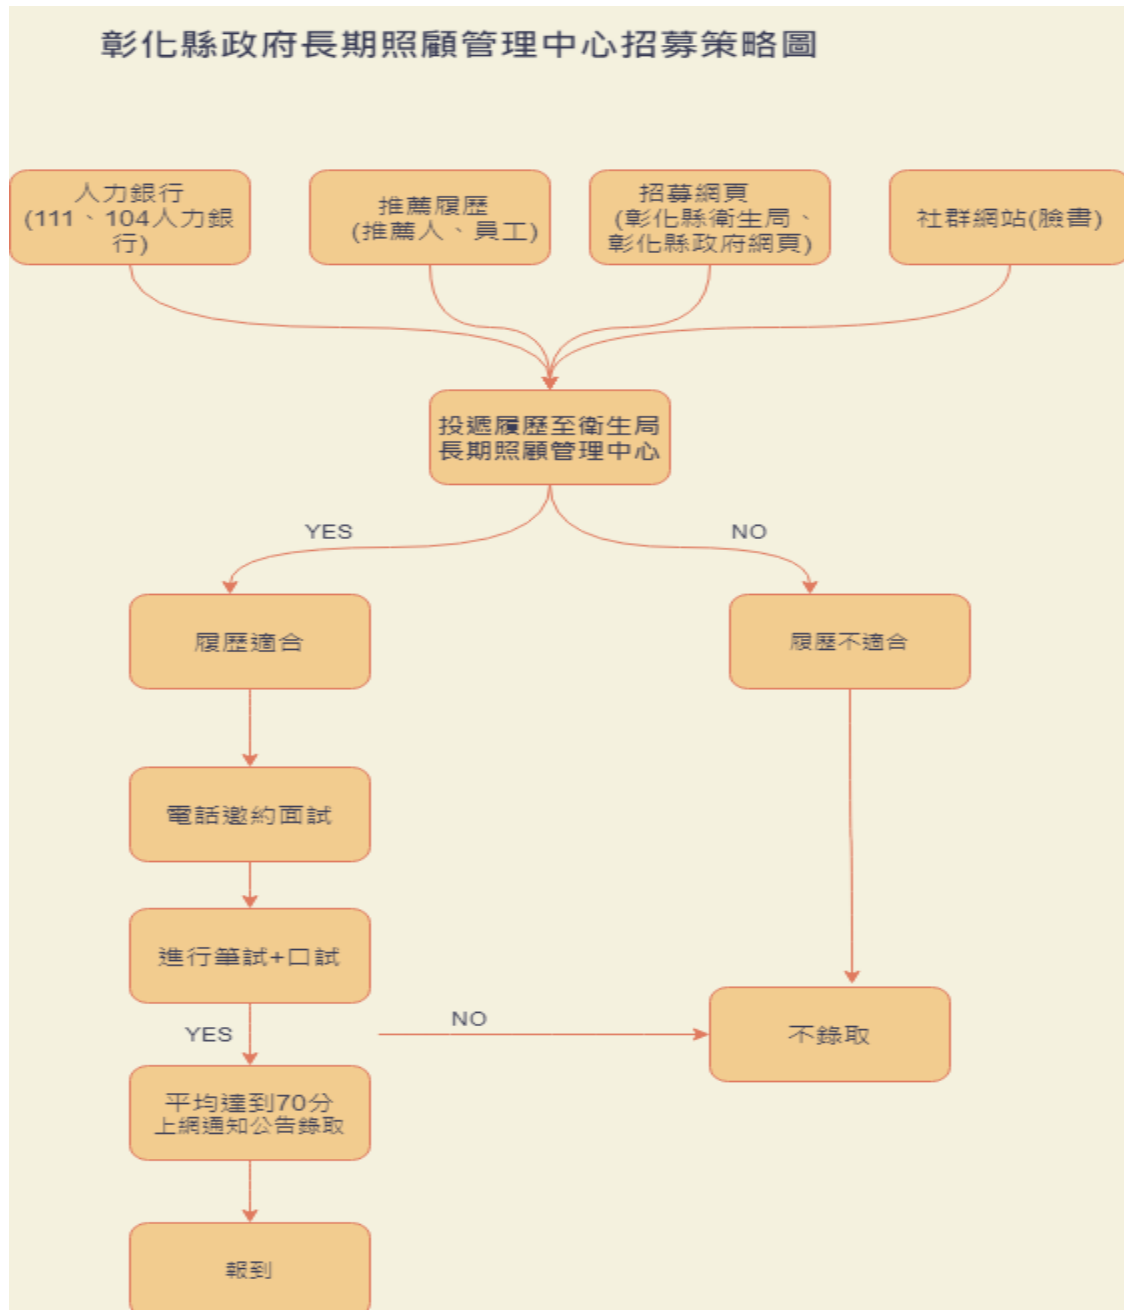 彰化縣政府長期照顧管理中心招募策略圖
人力銀行
(111、104人力銀
行)
推薦履歷
(推薦人、員工)
招募網頁
(彰化縣衛生局、
彰化縣政府網頁)
社群網站(臉書)
投遞履歷至衛生局
長期照顧管理中心
YES
NO
履歷適合
履歷不適合
電話邀約面試
進行筆試+口試
YES
NO
不錄取
平均達到70分
上網通知公告錄取
報到